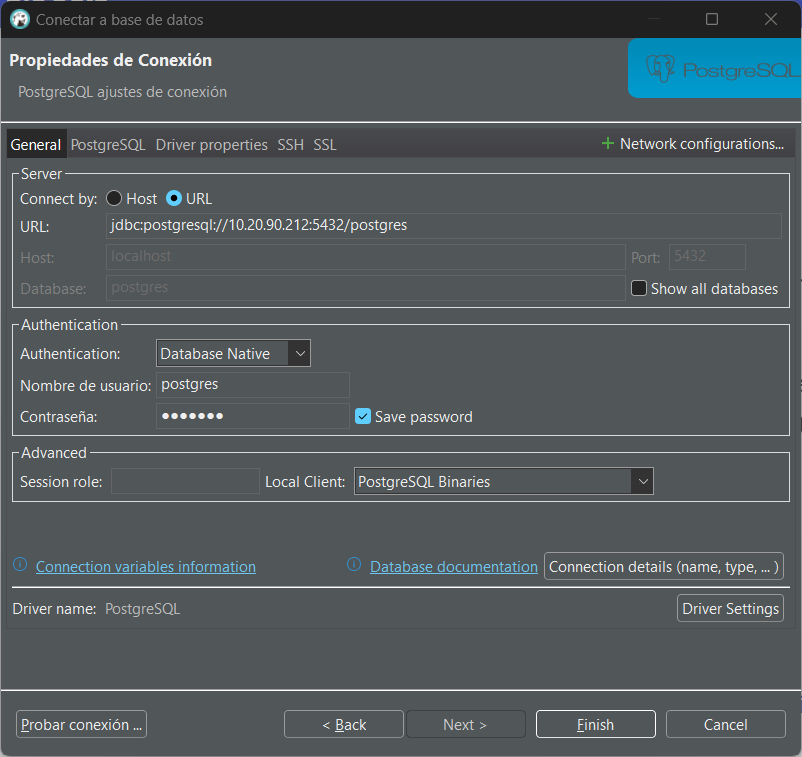 Conectar a base de datos
Propiedades de Conexión
PostgreSQL ajustes de conexión
PostgreSQL
General PostgreSQL Driver properties SSH SSL + Network configurations...
Server
Connect by: Host URL
URL: jdbc:postgresql://10.20.90.212:5432/postgres
Host: localhost Port: 5432
Database: postgres Show all databases
Authentication
Authentication: Database Native
Nombre de usuario: postgres
Contraseña: ••••••• Save password
Advanced
Session role: Local Client: PostgreSQL Binaries
Connection variables information Database documentation Connection details (name, type, ... )
Driver name: PostgreSQL Driver Settings
Probar conexión ... < Back Next > Finish Cancel